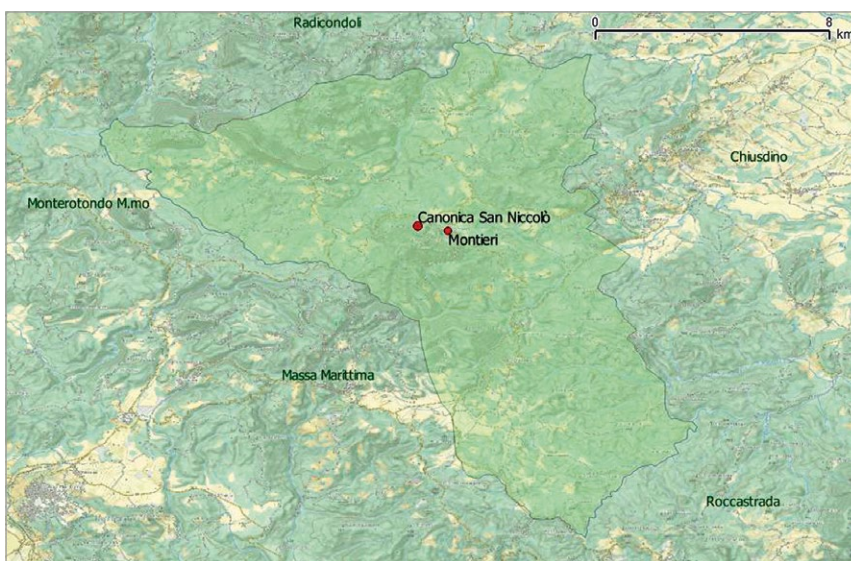 Radicondoli
0 8
km
Chiusdino
Monterotondo M.mo
Canonica San Niccolò
Montieri
Massa Marittima
Roccastrada